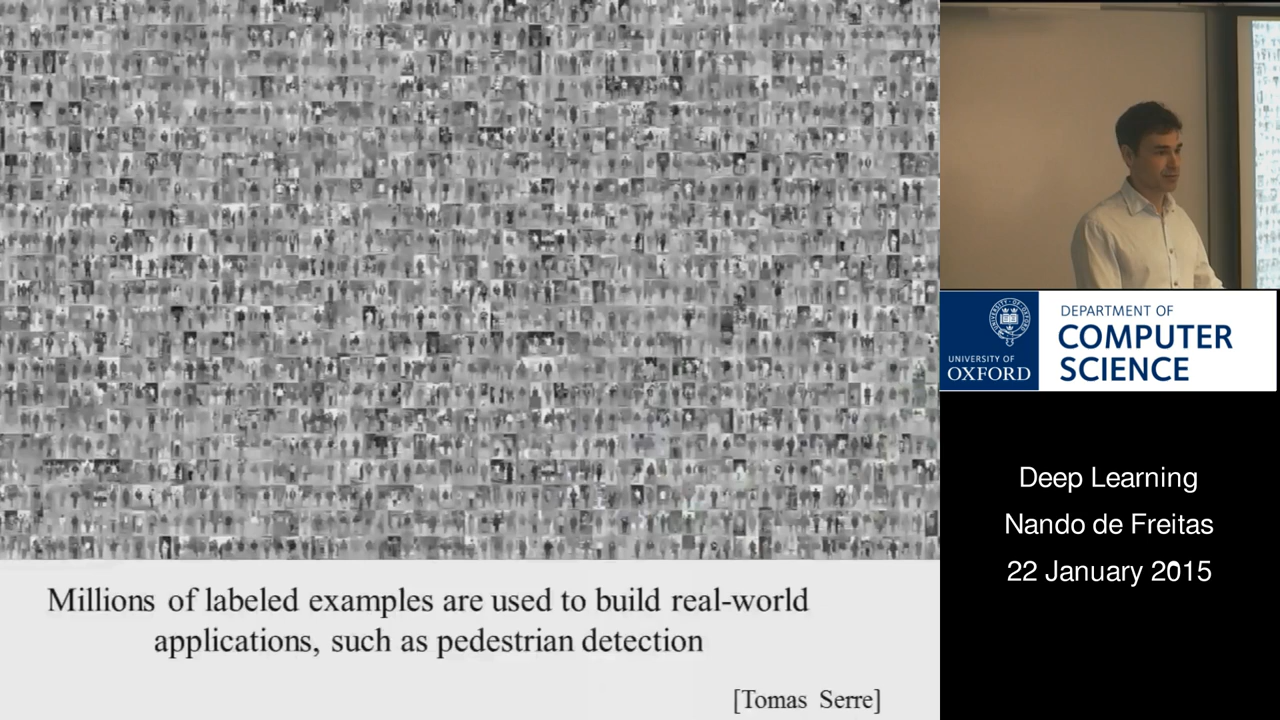 Millions of labeled examples are used to build real-world
applications, such as pedestrian detection
[Tomas Serre]
UNIVERSITY OF
OXFORD
DEPARTMENT OF
COMPUTER
SCIENCE
Deep Learning
Nando de Freitas
22 January 2015